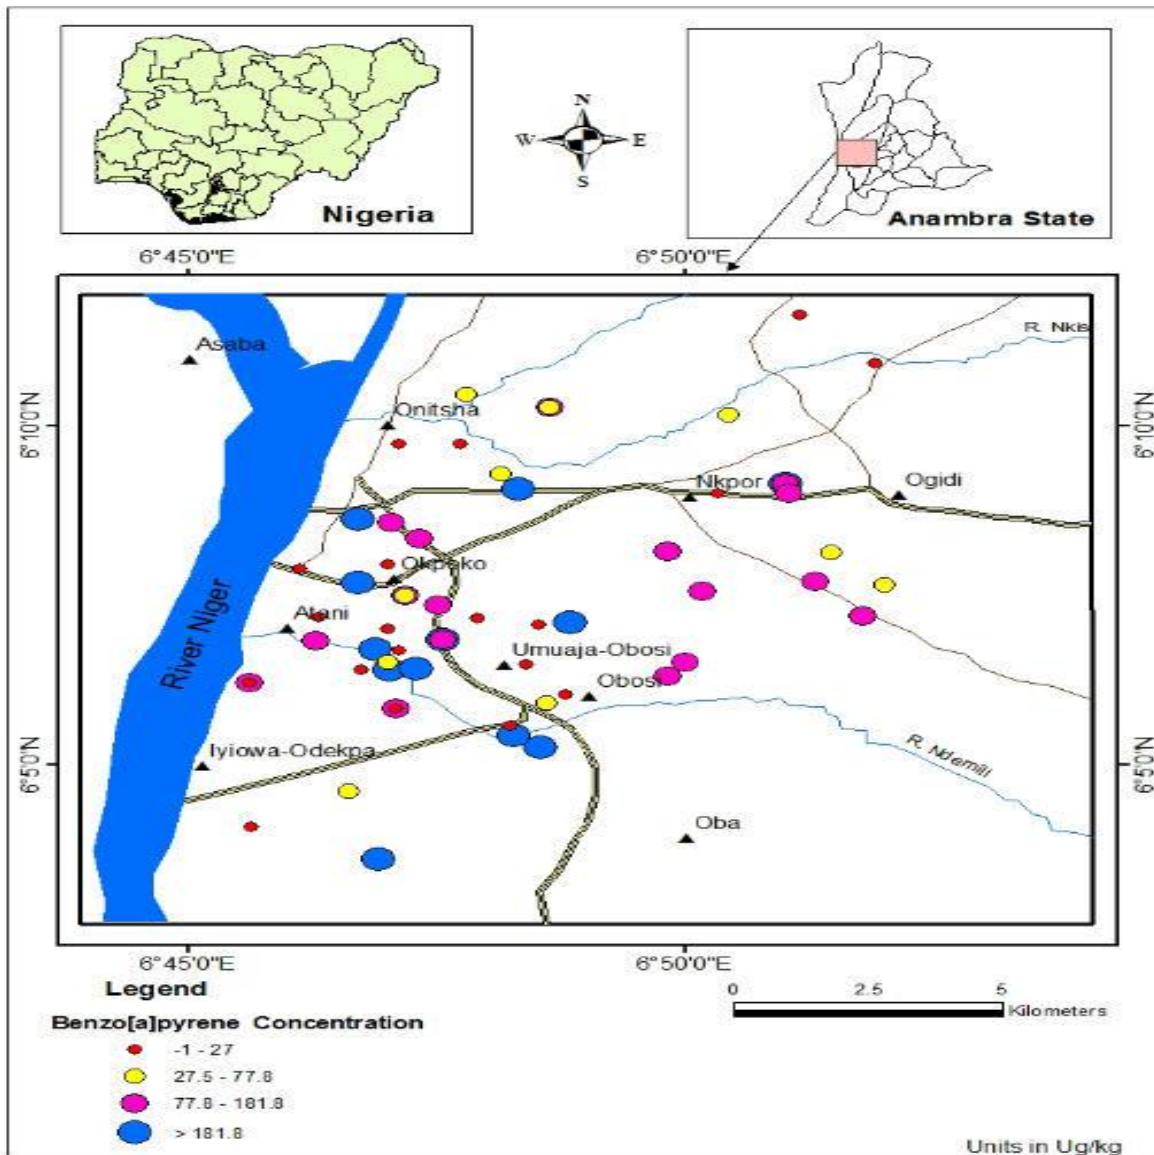 Nigeria
N
W E
S
Anambra State
6°45'0"E 6°50'0"E
R. Nkis
Asaba
Onitsha
6°10'0"N 6°10'0"N
Nkpor
Ogidi
Okpoko
Atani
River Niger
Umuaja-Obosi
Obosi
Iyiowa-Odekpa
R. Ndemili
6°5'0"N 6°5'0"N
Oba
6°45'0"E 6°50'0"E
Legend
0 2.5 5
Kilometers
Benzo[a]pyrene Concentration
-1 - 27
27.5 - 77.8
77.8 - 181.8
> 181.8
Units in Ug/kg